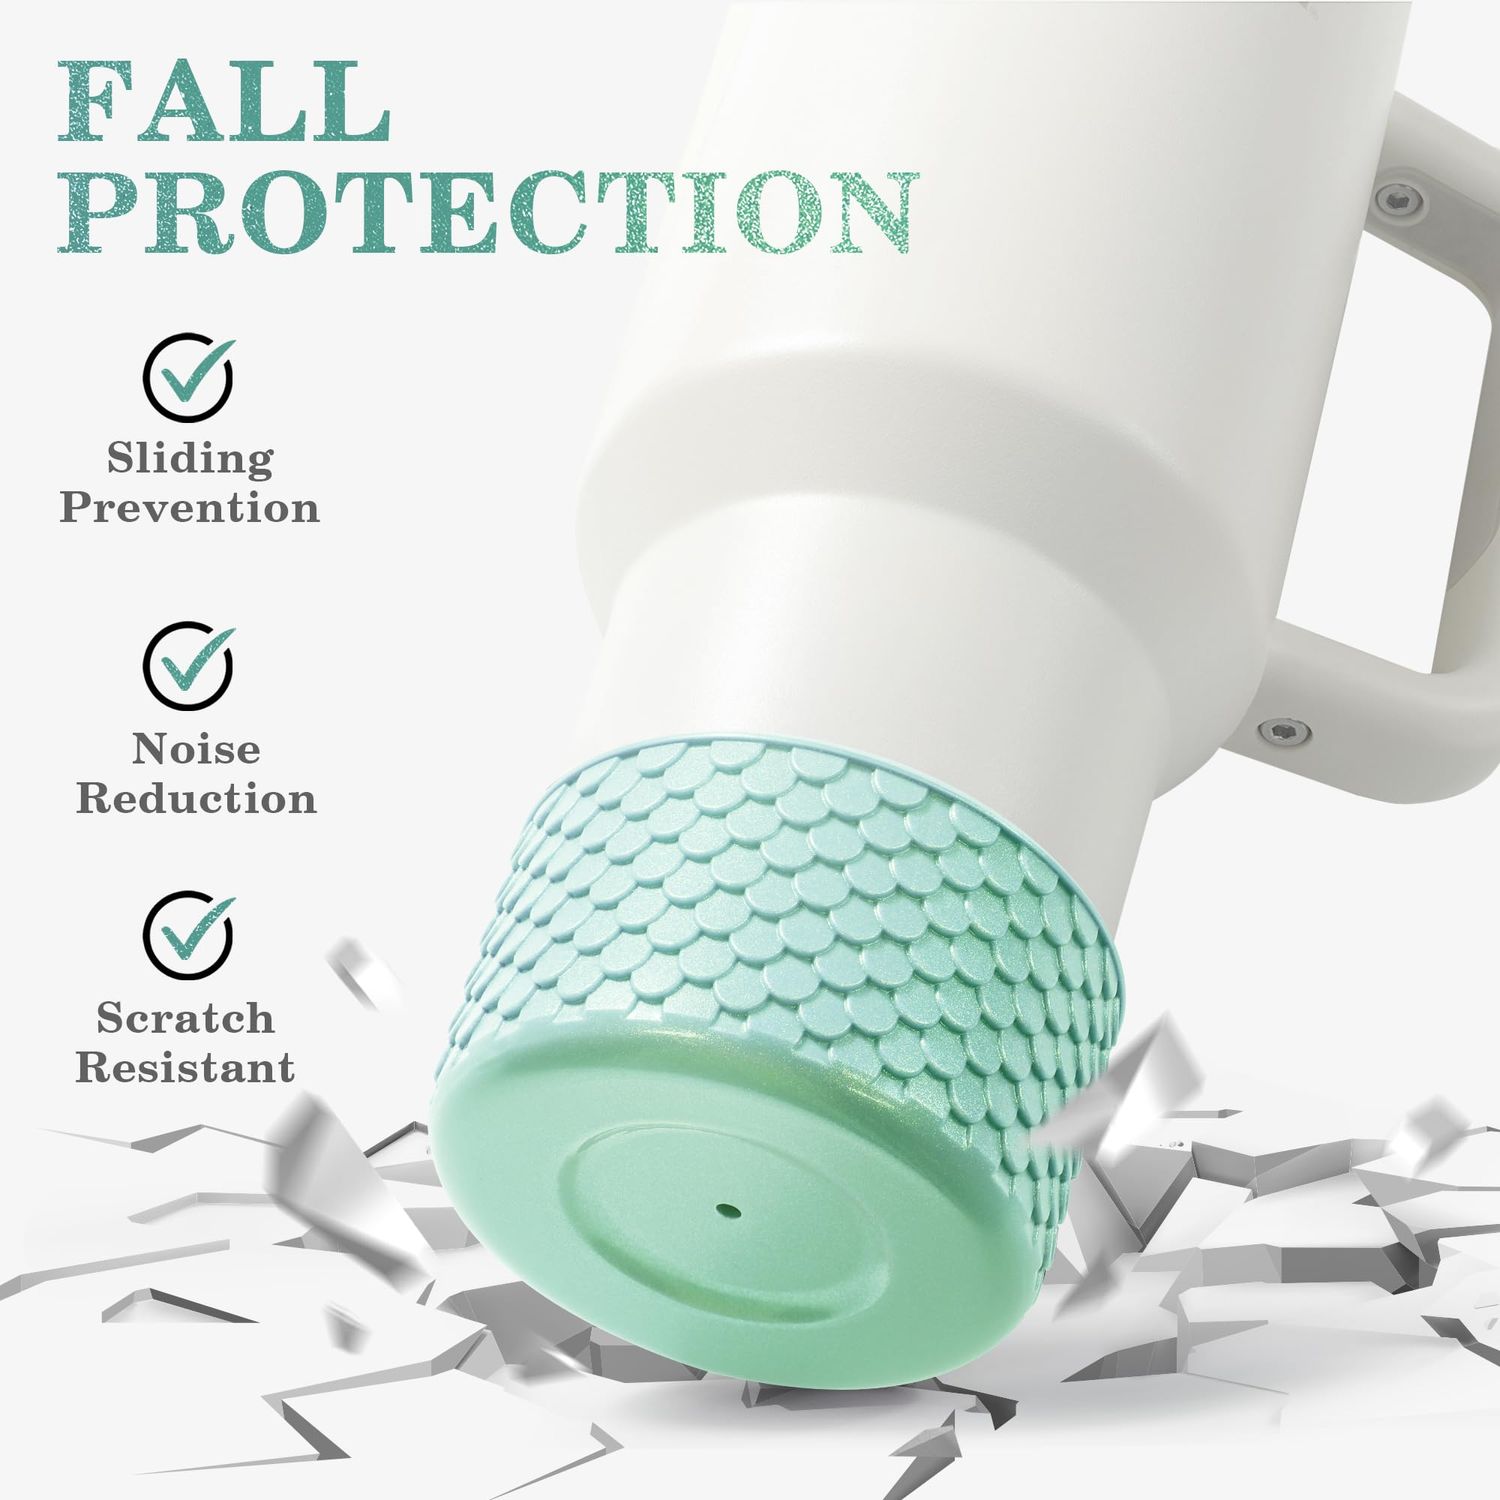 FALL
PROTECTION
Sliding
Prevention
Noise
Reduction
Scratch
Resistant